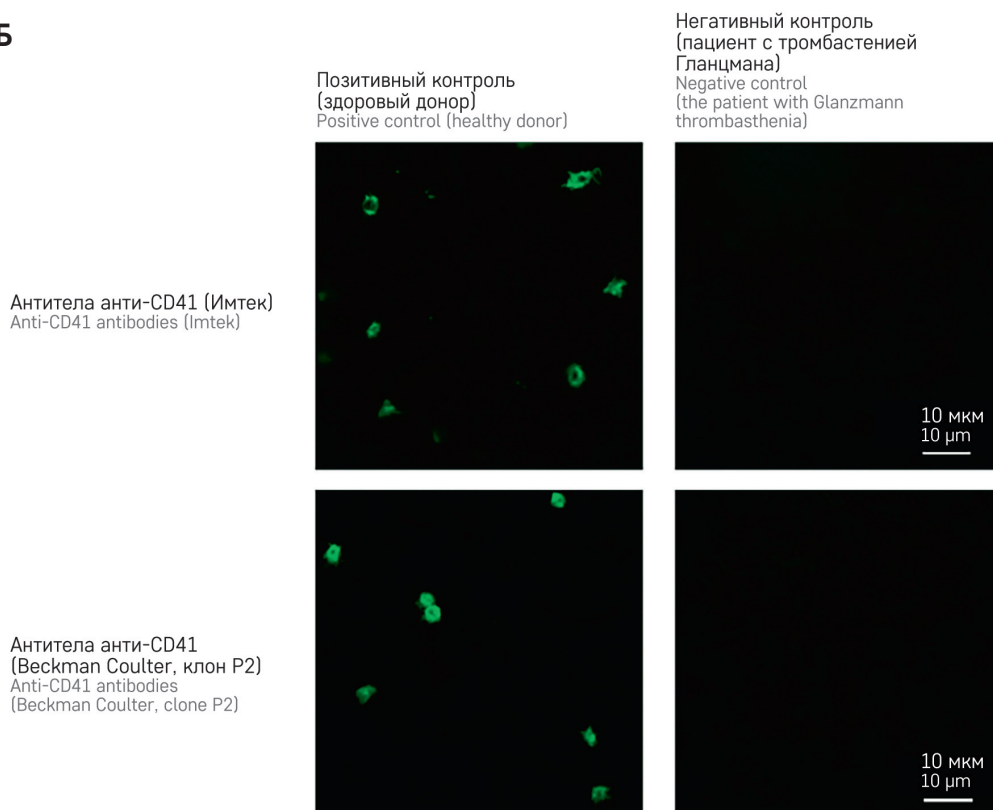 Б
Позитивный контроль
(здоровый донор)
Positive control (healthy donor)
Негативный контроль
(пациент с тромбастенией
Гланцмана)
Negative control
(the patient with Glanzmann
thrombasthenia)
Антитела анти-CD41 (Имтек)
Anti-CD41 antibodies (Imtek)
10 мкм
10 µm
Антитела анти-CD41
(Beckman Coulter, клон P2)
Anti-CD41 antibodies
(Beckman Coulter, clone P2)
10 мкм
10 µm